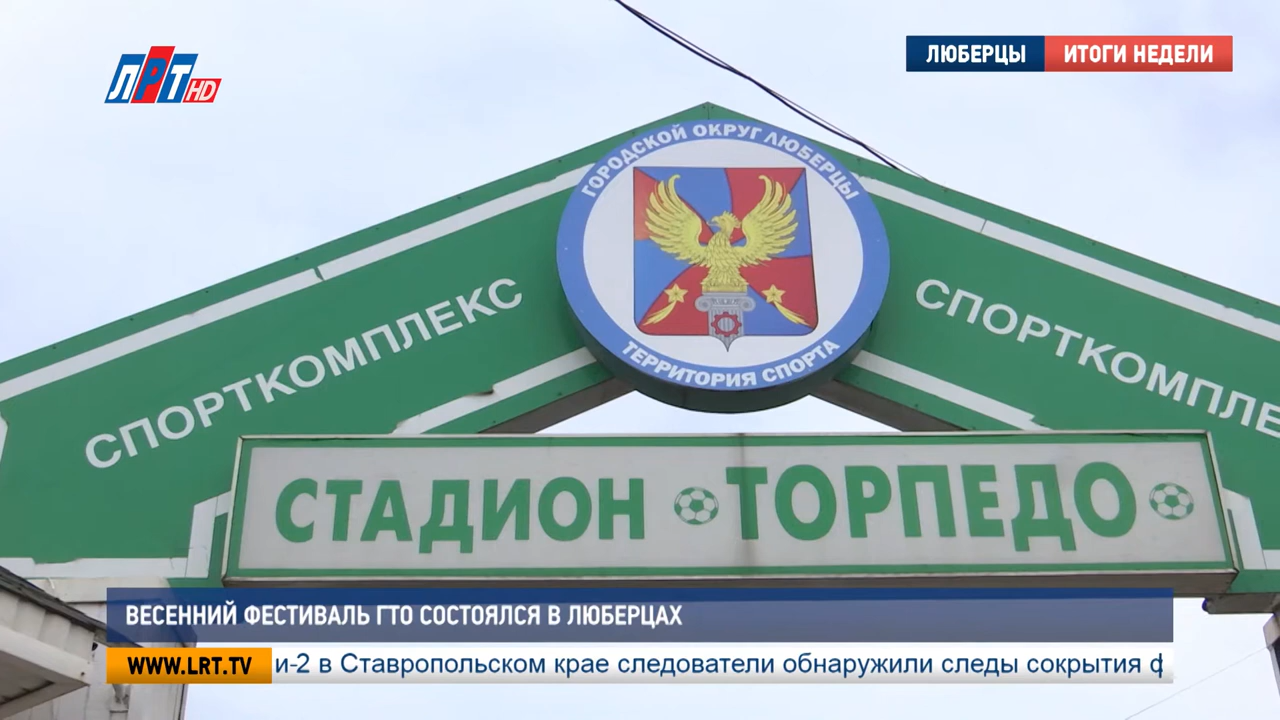 ЛРТ HD
ЛЮБЕРЦЫ ИТОГИ НЕДЕЛИ
ГОРОДСКОЙ ОКРУГ ЛЮБЕРЦЫ
ТЕРРИТОРИЯ СПОРТА
СПОРТКОМПЛЕКС
СПОРТКОМПЛЕ
СТАДИОН ТОРПЕДО
ВЕСЕННИЙ ФЕСТИВАЛЬ ГТО СОСТОЯЛСЯ В ЛЮБЕРЦАХ
WWW.LRT.TV
и-2 в Ставропольском крае следователи обнаружили следы сокрытия